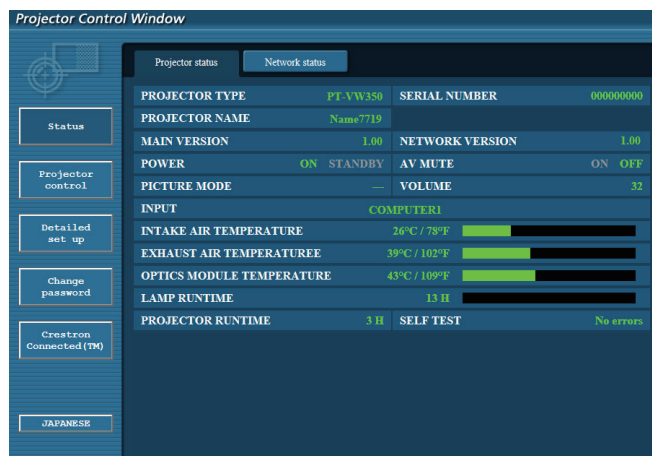 Projector Control Window
Projector status Network status
Status
Projector control
Detailed set up
Change password
Crestron Connected(TM)
JAPANESE
PROJECTOR TYPE PT-VW350 SERIAL NUMBER 000000000
PROJECTOR NAME Name7719
MAIN VERSION 1.00 NETWORK VERSION 1.00
POWER ON STANDBY AV MUTE ON OFF
PICTURE MODE — VOLUME 32
INPUT COMPUTER1
INTAKE AIR TEMPERATURE 26°C / 78°F
EXHAUST AIR TEMPERATUREE 39°C / 102°F
OPTICS MODULE TEMPERATURE 43°C / 109°F
LAMP RUNTIME 13 H
PROJECTOR RUNTIME 3 H SELF TEST No errors